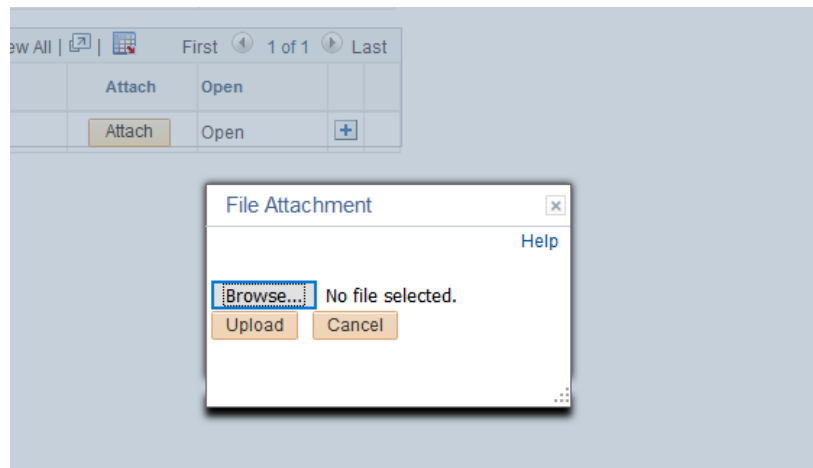 ew All | | First 1 of 1 Last
Attach Open
Attach Open
File Attachment
Help
Browse... No file selected.
Upload Cancel